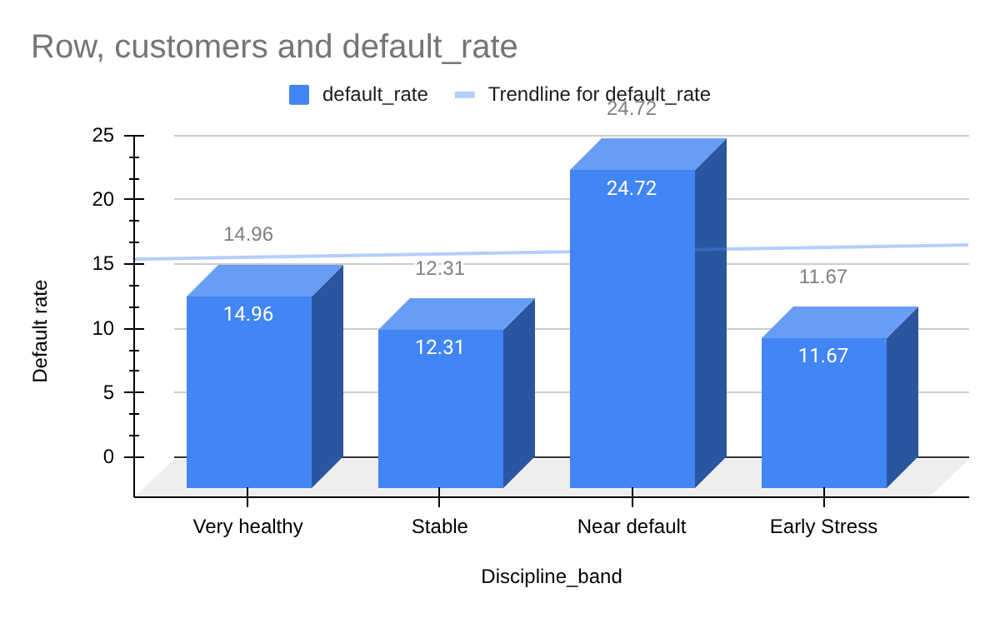 Row, customers and default_rate
default_rate
Trendline for default_rate
24.72
25
20
15
10
5
0
Default rate
14.96
14.96
12.31
12.31
24.72
11.67
11.67
Very healthy
Stable
Near default
Early Stress
Discipline_band